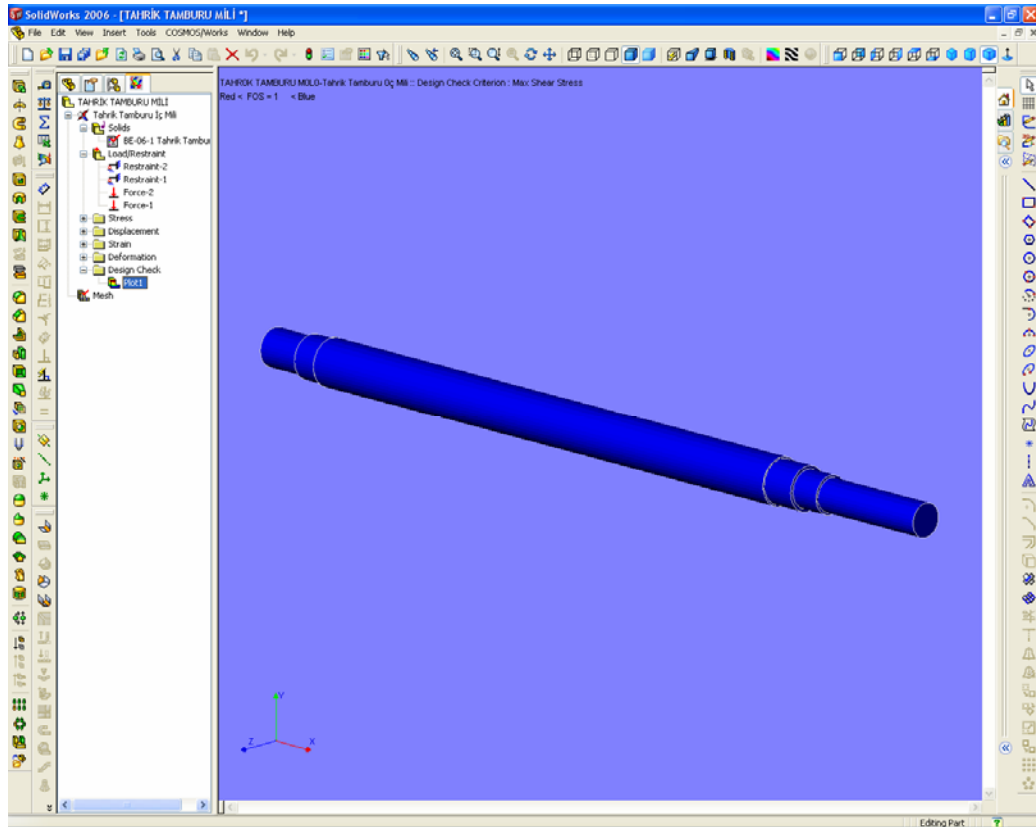 SolidWorks 2006 - [TAHRİK TAMBURU MİLİ *]
File Edit View Insert Tools COSMOS/Works Window Help
TAHRİK TAMBURU MİLİ
Tahrik Tamburu Iç Mili
Solids
BE-06-1 Tahrik Tambur
Load/Restraint
Restraint-2
Restraint-1
Force-2
Force-1
Stress
Displacement
Strain
Deformation
Design Check
Plot1
Mesh
TAHR0K TAMBURU M0L0-Tahrik Tamburu 0ç Mili :: Design Check Criterion : Max Shear Stress
Red < FOS = 1 < Blue
Y
Z
X
Editing Part